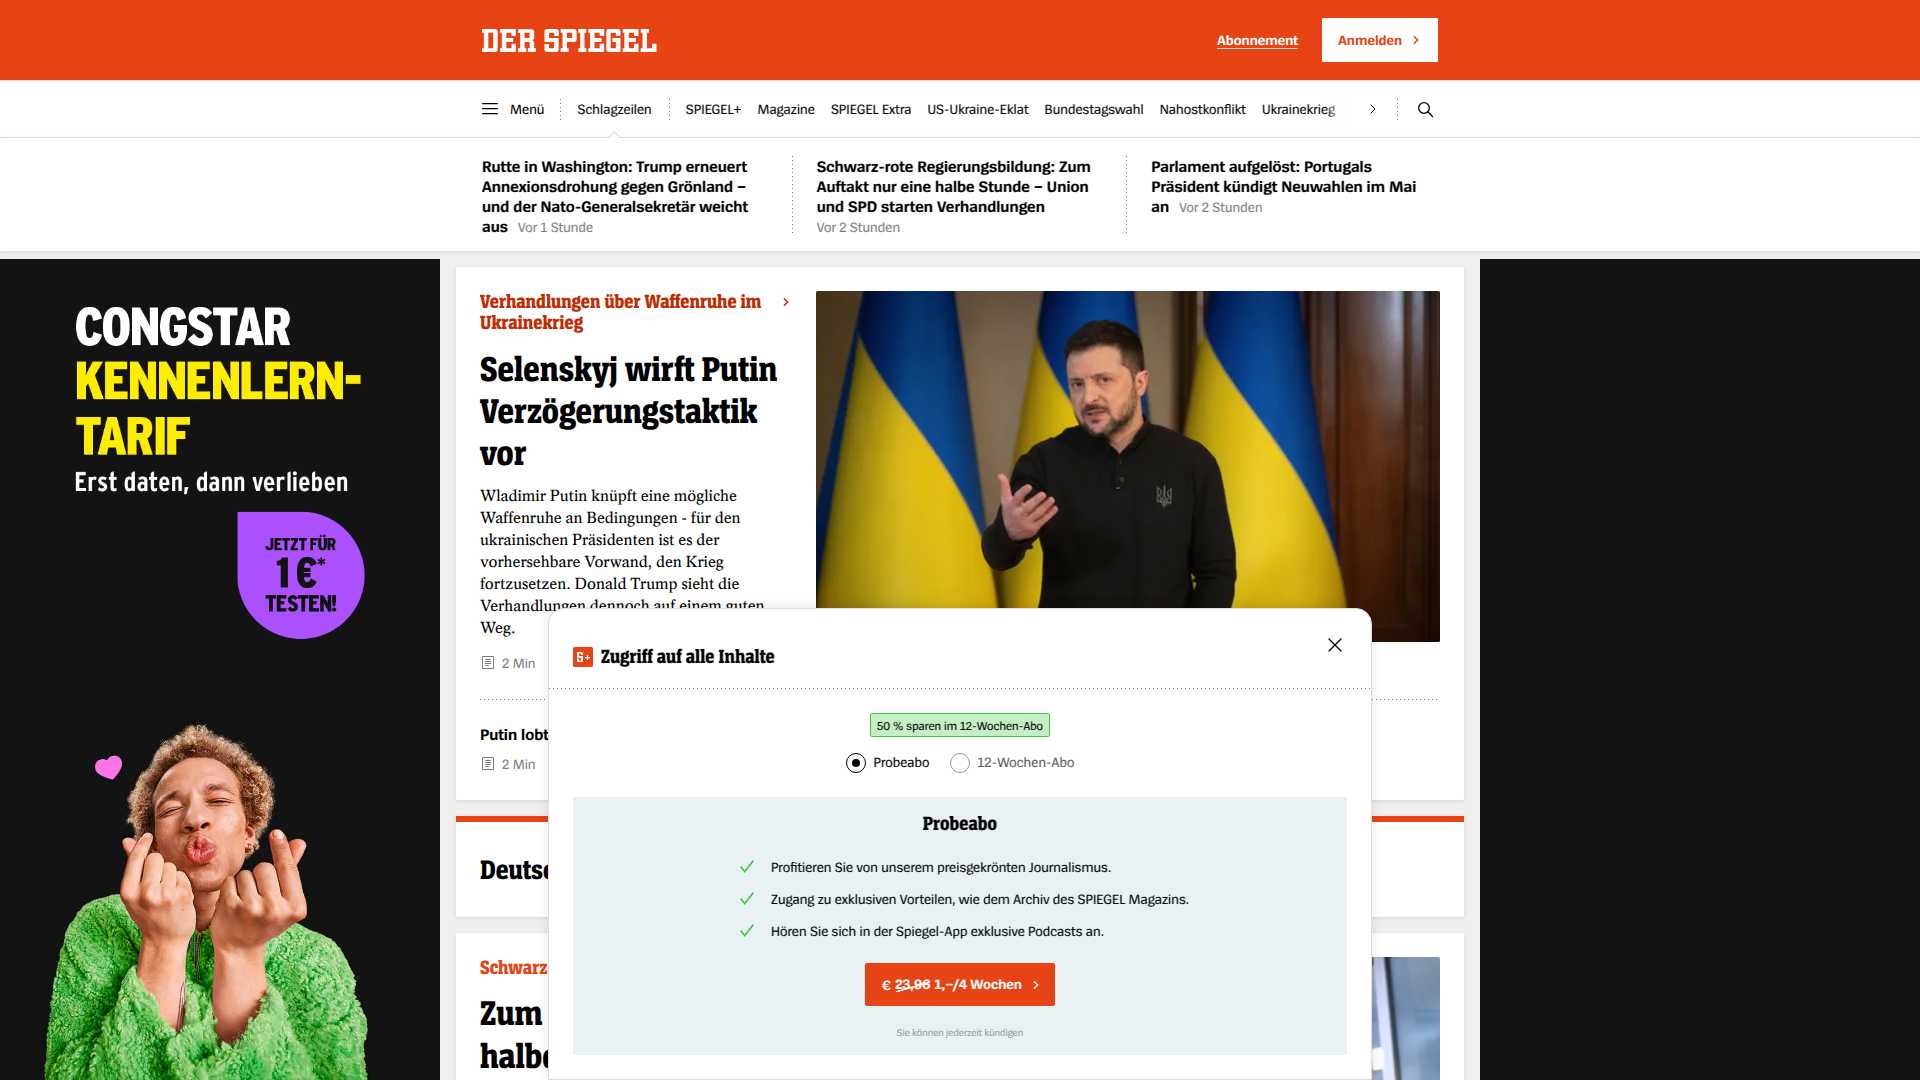 DER SPIEGEL
Abonnement
Anmelden
Menü
Schlagzeilen
SPIEGEL+
Magazine
SPIEGEL Extra
US-Ukraine-Eklat
Bundestagswahl
Nahostkonflikt
Ukrainekrieg
Rutte in Washington: Trump erneuert
Annexionsdrohung gegen Grönland –
und der Nato-Generalsekretär weicht
aus Vor 1 Stunde
Schwarz-rote Regierungsbildung: Zum
Auftakt nur eine halbe Stunde – Union
und SPD starten Verhandlungen
Vor 2 Stunden
Parlament aufgelöst: Portugals
Präsident kündigt Neuwahlen im Mai
an Vor 2 Stunden
CONGSTAR
KENNENLERN-
TARIF
Erst daten, dann verlieben
JETZT FÜR
1 €*
TESTEN!
Verhandlungen über Waffenruhe im
Ukrainekrieg
Selenskyj wirft Putin
Verzögerungstaktik
vor
Wladimir Putin knüpft eine mögliche
Waffenruhe an Bedingungen - für den
ukrainischen Präsidenten ist es der
vorhersehbare Vorwand, den Krieg
fortzusetzen. Donald Trump sieht die
Verhandlungen dennoch auf einem guten
Weg.
2 Min
Putin lobt
2 Min
Deutsc
Schwarz
Zum
halbe
6+ Zugriff auf alle Inhalte
50 % sparen im 12-Wochen-Abo
Probeabo
12-Wochen-Abo
Probeabo
Profitieren Sie von unserem preisgekrönten Journalismus.
Zugang zu exklusiven Vorteilen, wie dem Archiv des SPIEGEL Magazins.
Hören Sie sich in der Spiegel-App exklusive Podcasts an.
€ 23,96 1,–/4 Wochen
Sie können jederzeit kündigen